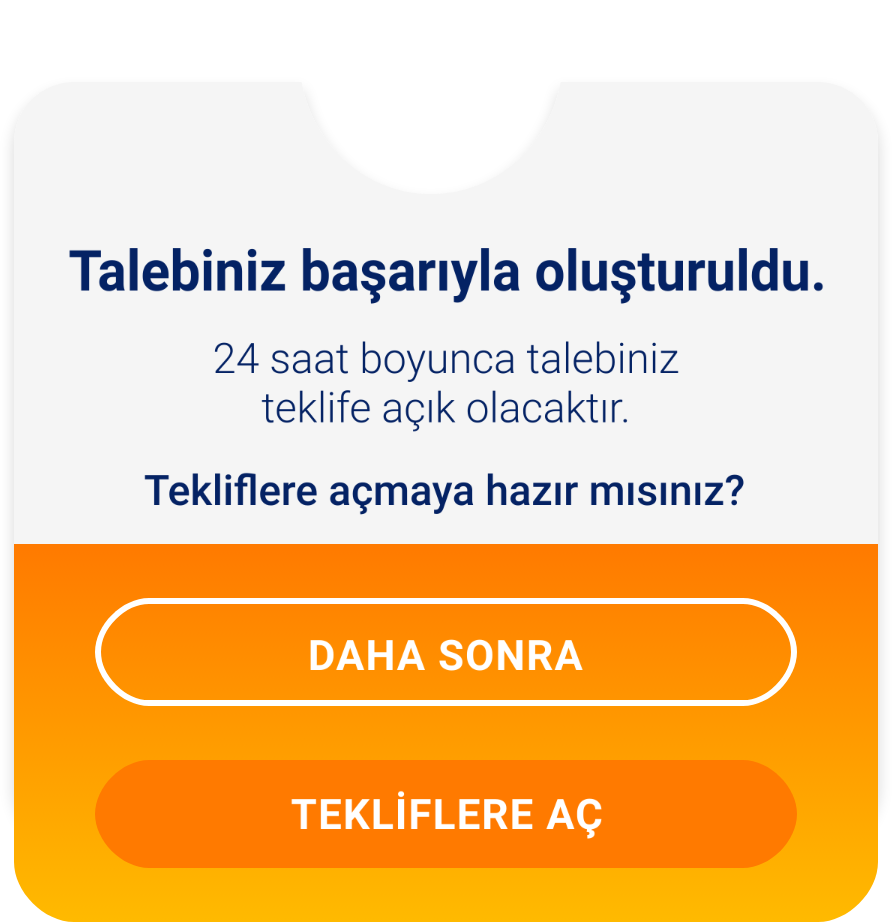 Talebiniz başarıyla oluşturuldu.
24 saat boyunca talebiniz
teklife açık olacaktır.
Tekliflere açmaya hazır mısınız?
DAHA SONRA
TEKLİFLERE AÇ